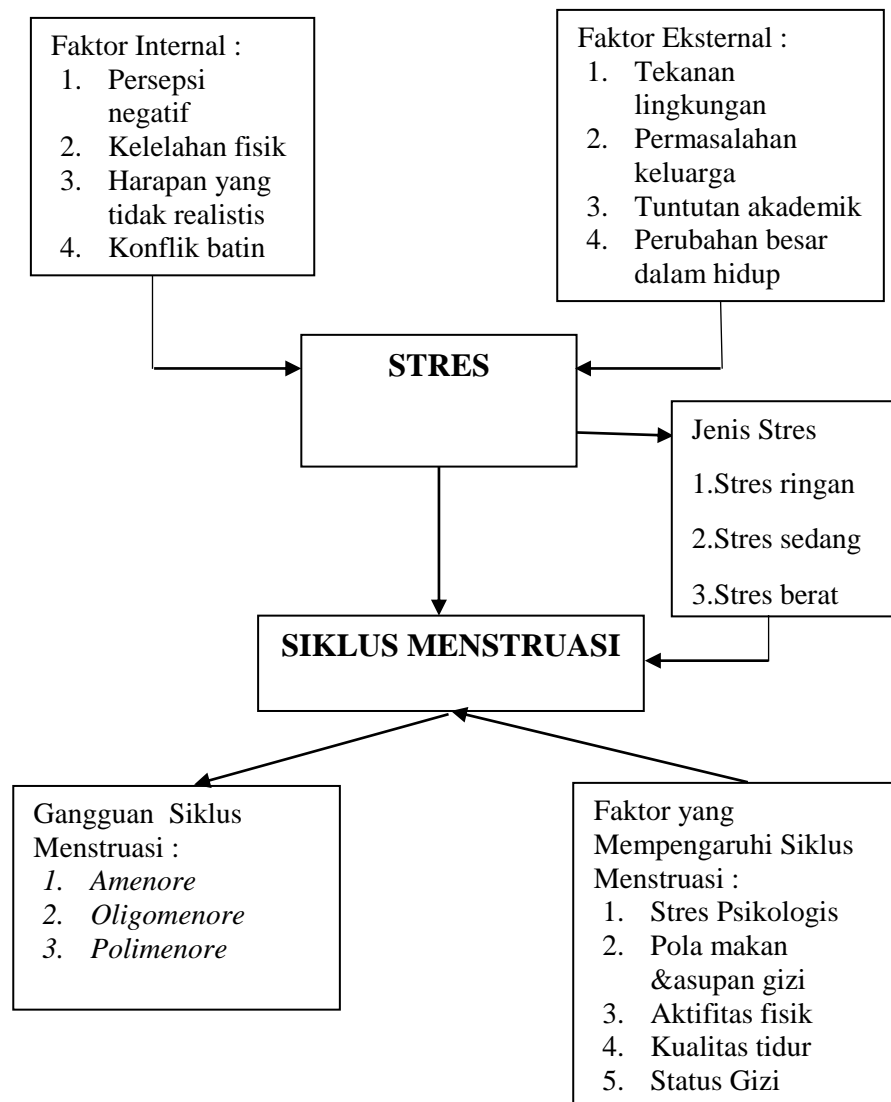 Faktor Internal :
1. Persepsi
negatif
2. Kelelahan fisik
3. Harapan yang
tidak realistis
4. Konflik batin
Faktor Eksternal :
1. Tekanan
lingkungan
2. Permasalahan
keluarga
3. Tuntutan akademik
4. Perubahan besar
dalam hidup
STRES
Jenis Stres
1.Stres ringan
2.Stres sedang
3.Stres berat
SIKLUS MENSTRUASI
Gangguan Siklus
Menstruasi :
1. Amenore
2. Oligomenore
3. Polimenore
Faktor yang
Mempengaruhi Siklus
Menstruasi :
1. Stres Psikologis
2. Pola makan
&asupan gizi
3. Aktifitas fisik
4. Kualitas tidur
5. Status Gizi